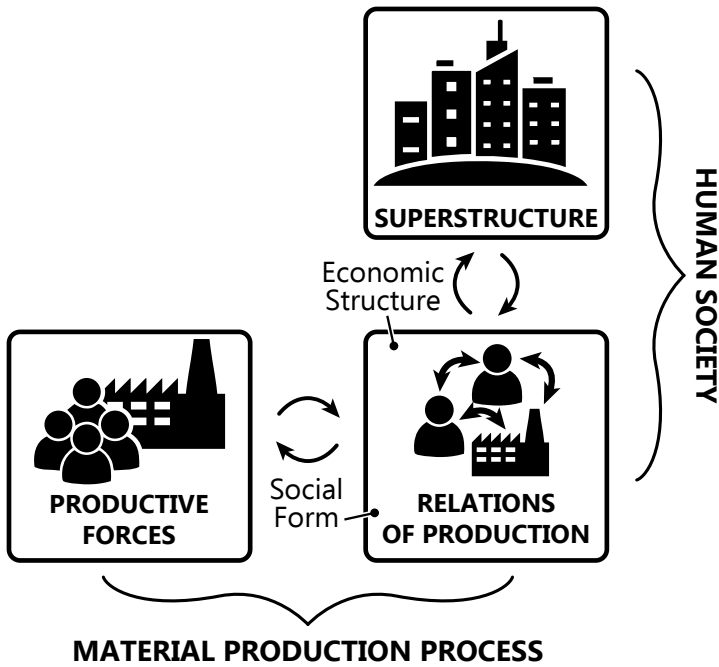 SUPERSTRUCTURE
Economic
Structure
HUMAN SOCIETY
PRODUCTIVE
FORCES
Social
Form
RELATIONS
OF PRODUCTION
MATERIAL PRODUCTION PROCESS